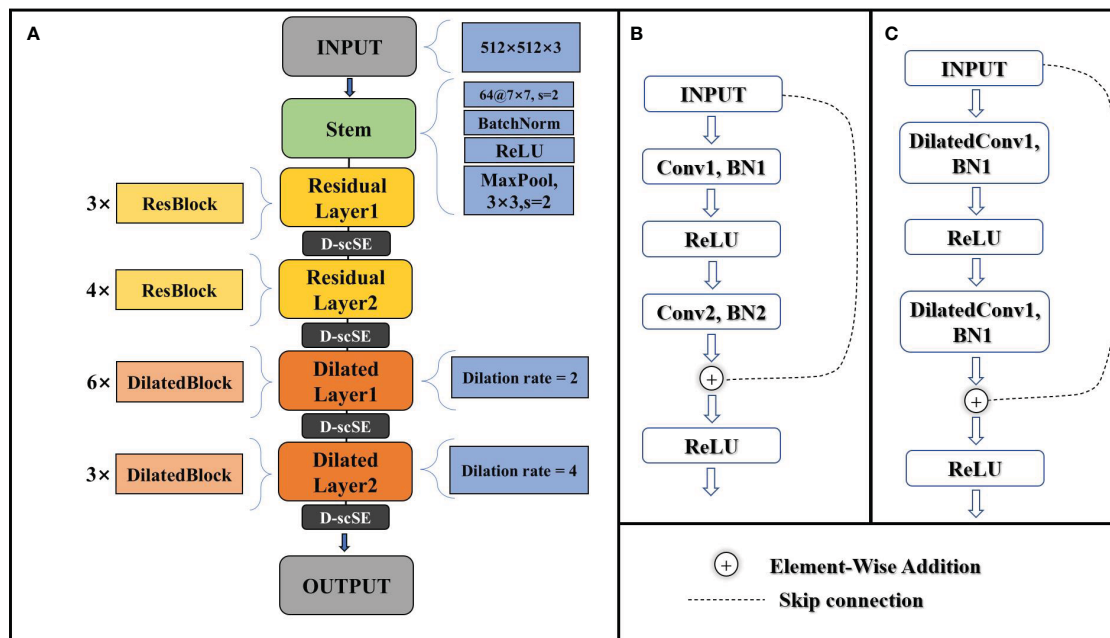 A
INPUT
512×512×3
Stem
64@7×7, s=2
BatchNorm
ReLU
MaxPool,
3×3,s=2
3×
ResBlock
Residual
Layer1
D-scSE
4×
ResBlock
Residual
Layer2
D-scSE
6×
DilatedBlock
Dilated
Layer1
Dilation rate = 2
D-scSE
3×
DilatedBlock
Dilated
Layer2
Dilation rate = 4
D-scSE
OUTPUT
B
INPUT
Conv1, BN1
ReLU
Conv2, BN2
+
ReLU
C
INPUT
DilatedConv1,
BN1
ReLU
DilatedConv1,
BN1
+
ReLU
+ Element-Wise Addition
Skip connection